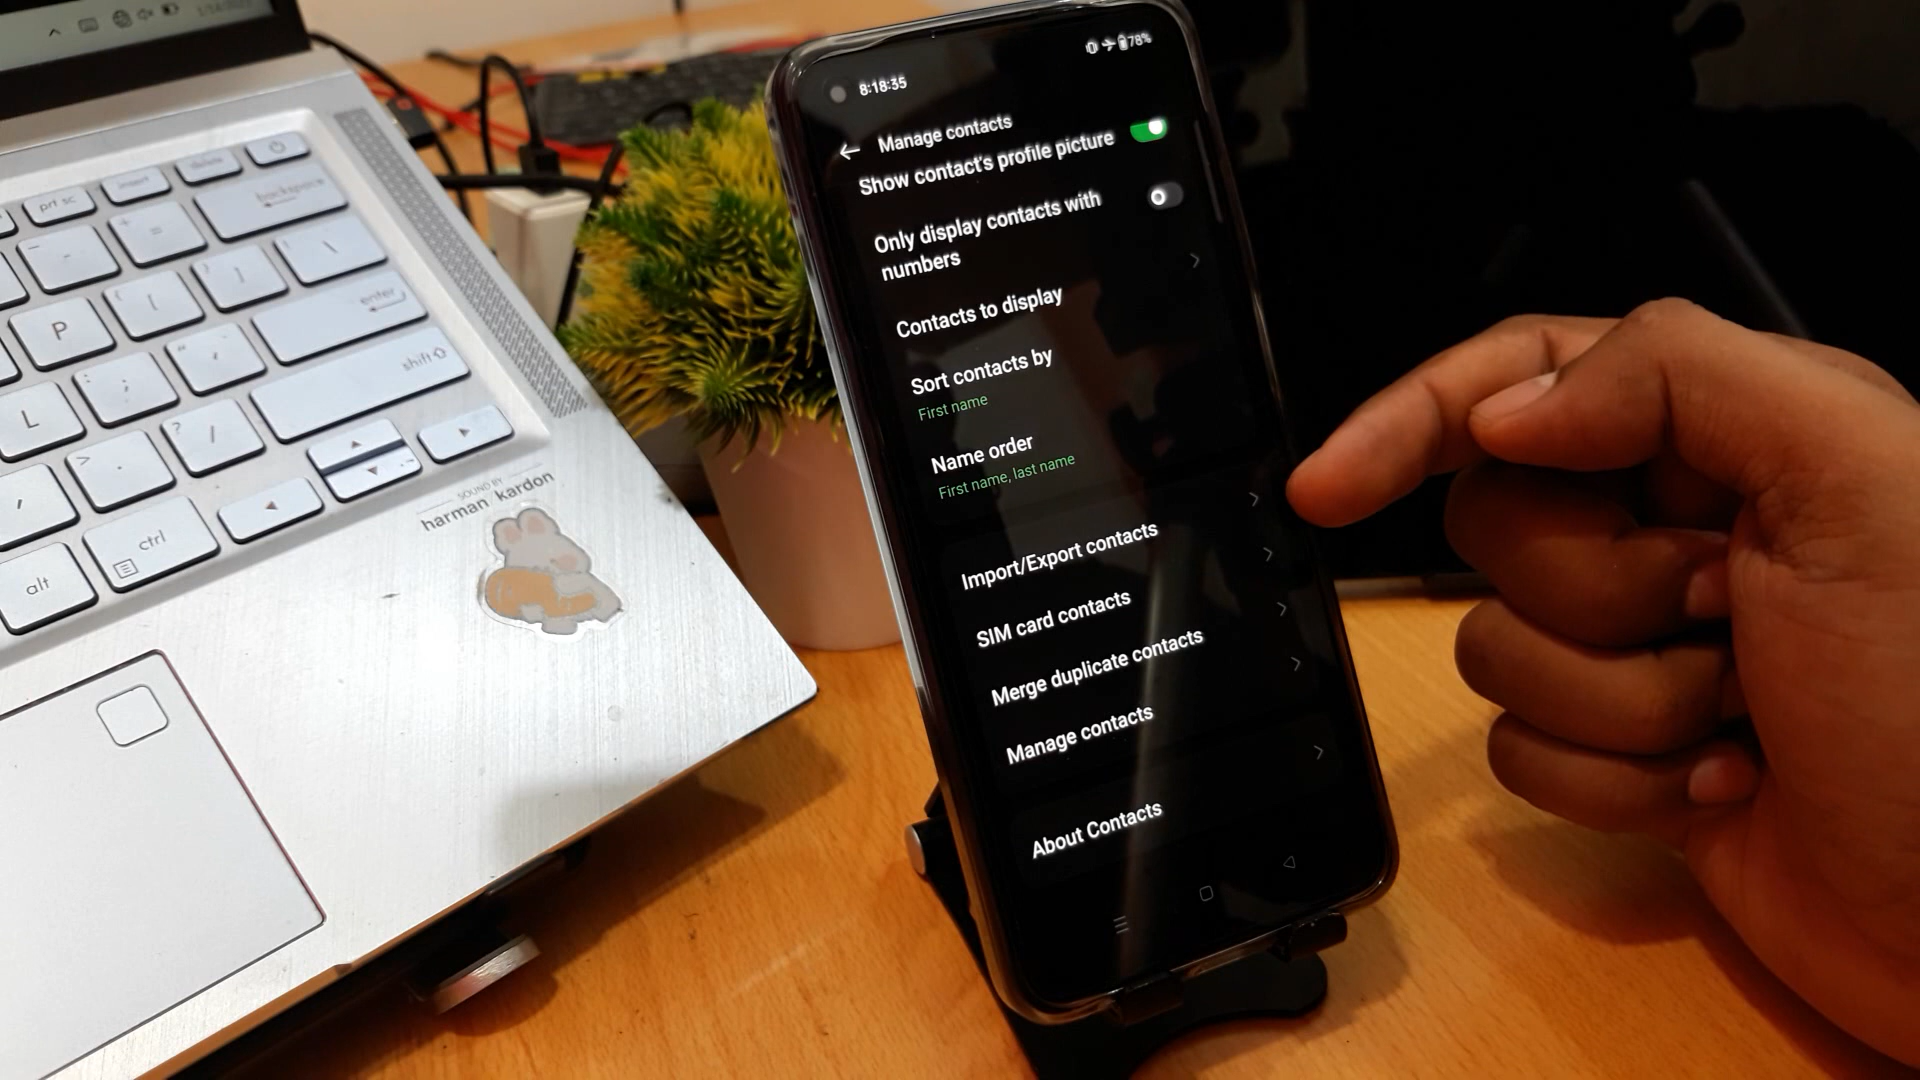 8:18:35
78%
Manage contacts
Show contact's profile picture
Only display contacts with
numbers
Contacts to display
Sort contacts by
First name
Name order
First name, last name
Import/Export contacts
SIM card contacts
Merge duplicate contacts
Manage contacts
About Contacts
prt sc
insert
delete
backspace
- + =
P { [ } ] | \
enter
L : ; " '
shift
, > . ? /
alt ctrl
SOUND BY
harman / kardon